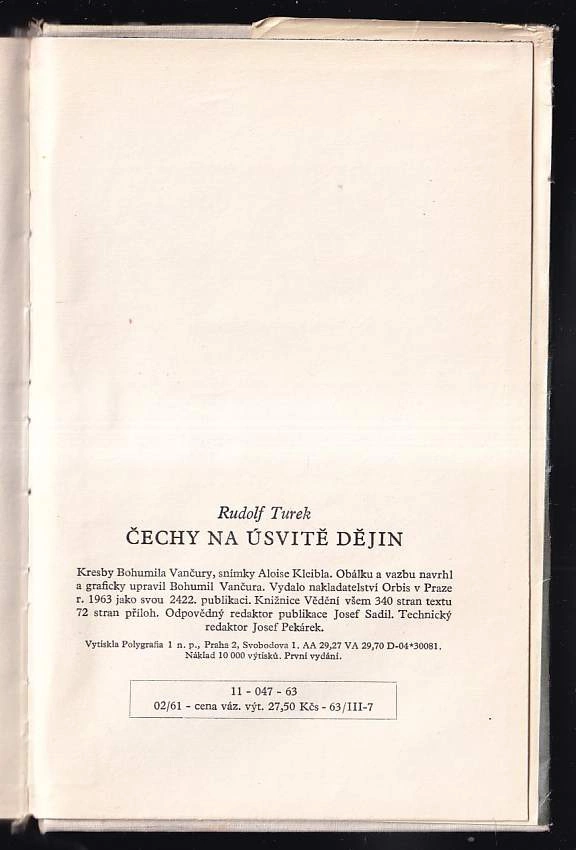 Rudolf Turek
ČECHY NA ÚSVITĚ DĚJIN
Kresby Bohumila Vančury, snímky Aloise Kleibla. Obálku a vazbu navrhl
a graficky upravil Bohumil Vančura. Vydalo nakladatelství Orbis v Praze
r. 1963 jako svou 2422. publikaci. Knižnice Vědění všem 340 stran textu
72 stran příloh. Odpovědný redaktor publikace Josef Sadil. Technický
redaktor Josef Pekárek.
Vytiskla Polygrafia 1 n. p., Praha 2, Svobodova 1. AA 29,27 VA 29,70 D-04*30081.
Náklad 10 000 výtisků. První vydání.
11 - 047 - 63
02/61 - cena váz. výt. 27,50 Kčs - 63/III-7